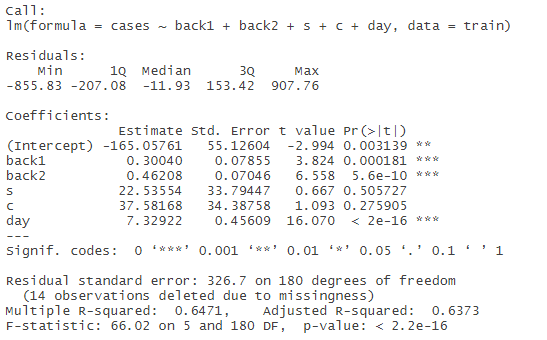 Call:
lm(formula = cases ~ back1 + back2 + s + c + day, data = train)
Residuals:
Min 1Q Median 3Q Max
-855.83 -207.08 -11.93 153.42 907.76
Coefficients:
Estimate Std. Error t value Pr(>|t|)
(Intercept) -165.05761 55.12604 -2.994 0.003139 **
back1 0.30040 0.07855 3.824 0.000181 ***
back2 0.46208 0.07046 6.558 5.6e-10 ***
s 22.53554 33.79447 0.667 0.505727
c 37.58168 34.38758 1.093 0.275905
day 7.32922 0.45609 16.070 < 2e-16 ***
---
Signif. codes: 0 ‘***’ 0.001 ‘**’ 0.01 ‘*’ 0.05 ‘.’ 0.1 ‘ ’ 1
Residual standard error: 326.7 on 180 degrees of freedom
(14 observations deleted due to missingness)
Multiple R-squared: 0.6471, Adjusted R-squared: 0.6373
F-statistic: 66.02 on 5 and 180 DF, p-value: < 2.2e-16